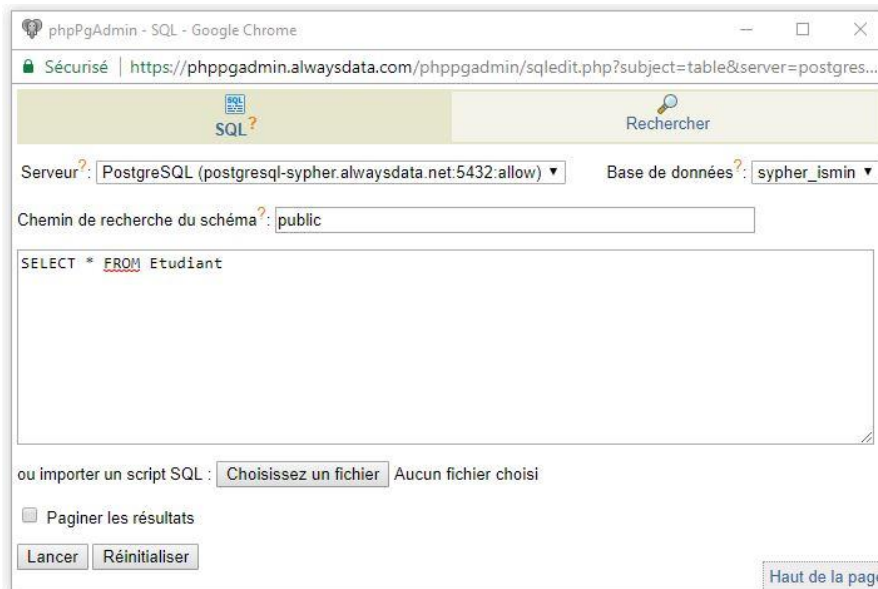 phpPgAdmin - SQL - Google Chrome
Sécurisé | https://phppgadmin.alwaysdata.com/phppgadmin/sqledit.php?subject=table&server=postgres...
SQL
SQL? Rechercher
Serveur?: PostgreSQL (postgresql-sypher.alwaysdata.net:5432:allow) Base de données?: sypher_ismin
Chemin de recherche du schéma?: public
SELECT * FROM Etudiant
ou importer un script SQL : Choisissez un fichier Aucun fichier choisi
Paginer les résultats
Lancer Réinitialiser
Haut de la page